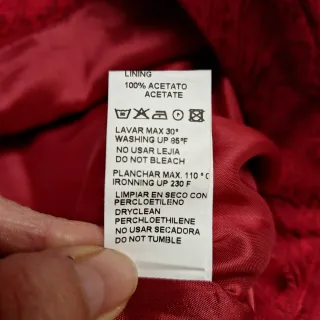 LINING
100% ACETATO
ACETATE
LAVAR MAX 30°
WASHING UP 86°F
NO USAR LEJIA
DO NOT BLEACH
PLANCHAR MAX. 110 º C
IRONNING UP 230 F
LIMPIAR EN SECO CON
PERCLOETILENO
DRYCLEAN
PERCHLOETHILENE
NO USAR SECADORA
DO NOT TUMBLE